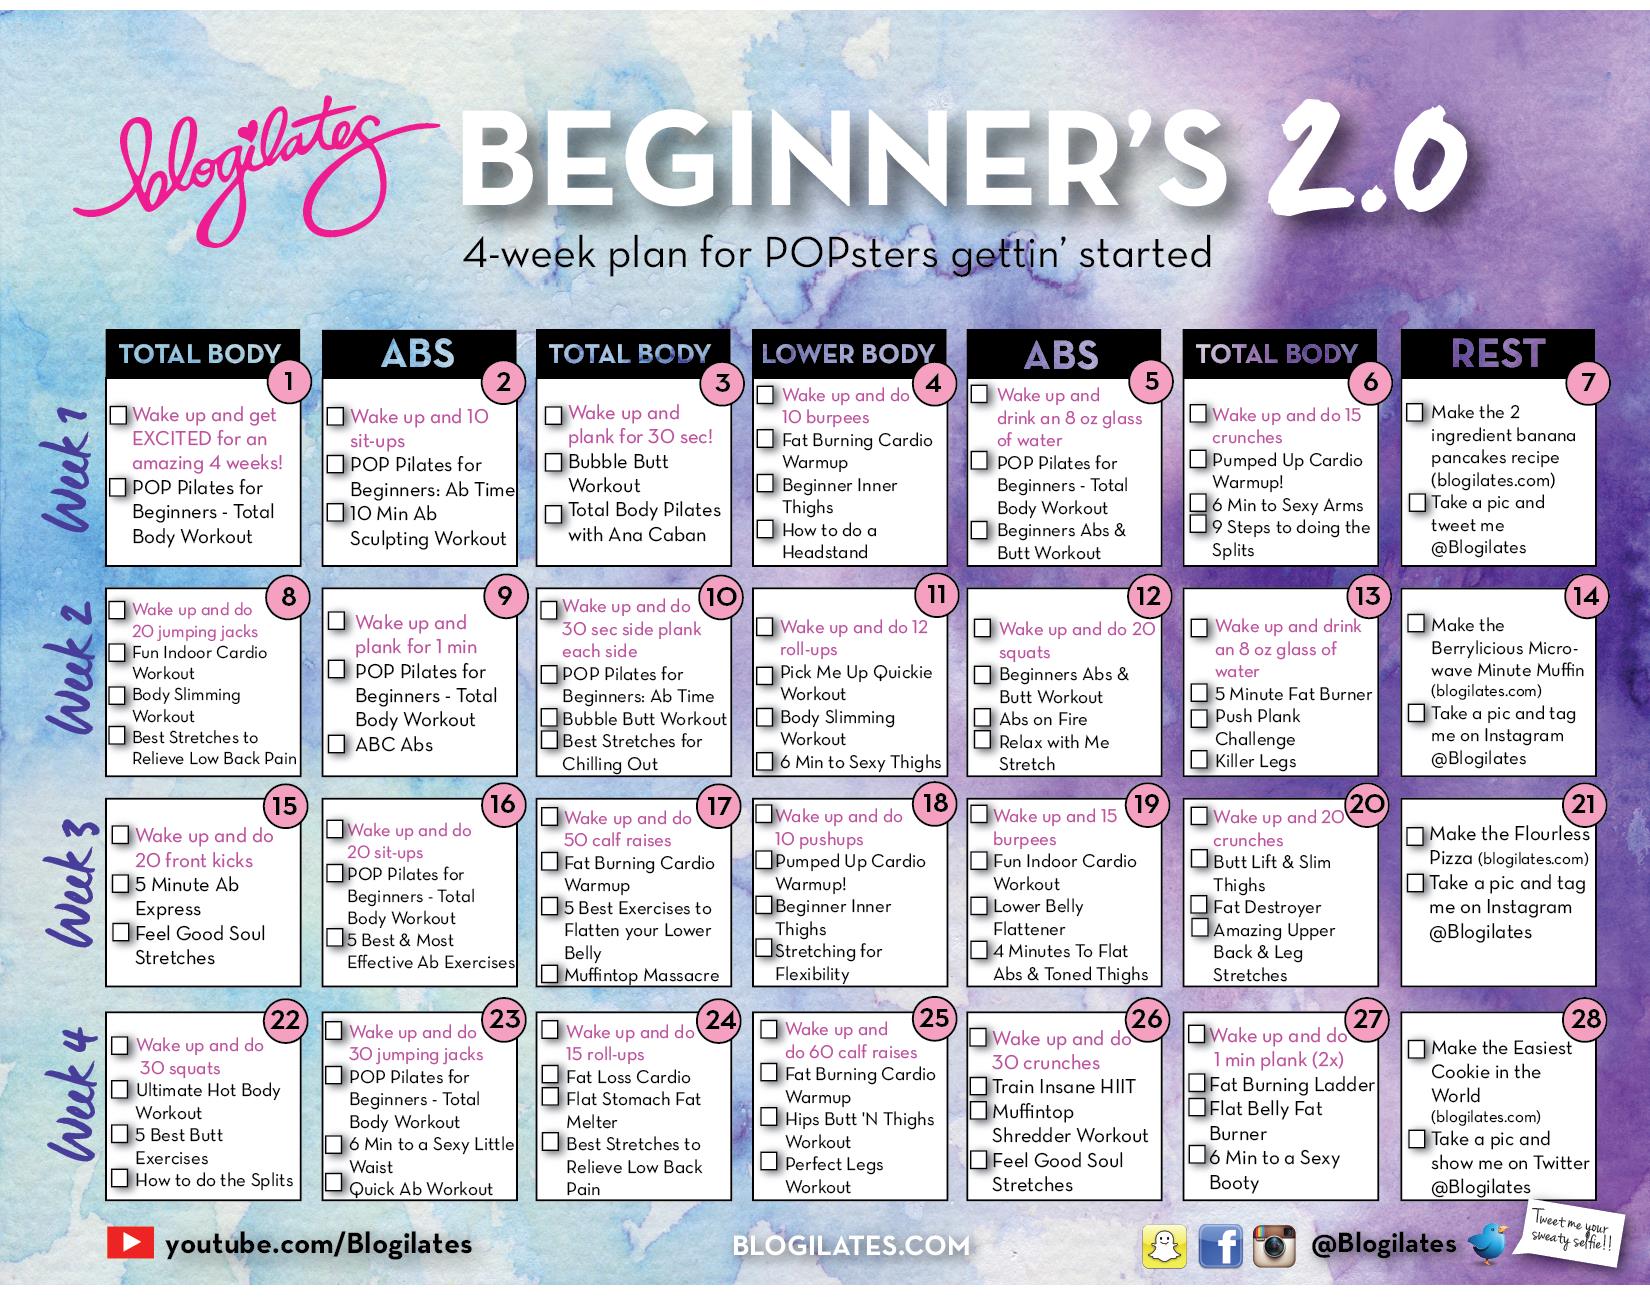 blogilates
BEGINNER'S 2.0
4-week plan for POPsters gettin' started
TOTAL BODY
ABS
TOTAL BODY
LOWER BODY
ABS
TOTAL BODY
REST
Week 1
1
Wake up and get
EXCITED for an
amazing 4 weeks!
POP Pilates for
Beginners - Total
Body Workout
2
Wake up and 10
sit-ups
POP Pilates for
Beginners: Ab Time
10 Min Ab
Sculpting Workout
3
Wake up and
plank for 30 sec!
Bubble Butt
Workout
Total Body Pilates
with Ana Caban
4
Wake up and do
10 burpees
Fat Burning Cardio
Warmup
Beginner Inner
Thighs
How to do a
Headstand
5
Wake up and
drink an 8 oz glass
of water
POP Pilates for
Beginners - Total
Body Workout
Beginners Abs &
Butt Workout
6
Wake up and do 15
crunches
Pumped Up Cardio
Warmup!
6 Min to Sexy Arms
9 Steps to doing the
Splits
7
Make the 2
ingredient banana
pancakes recipe
(blogilates.com)
Take a pic and
tweet me
@Blogilates
Week 2
8
Wake up and do
20 jumping jacks
Fun Indoor Cardio
Workout
Body Slimming
Workout
Best Stretches to
Relieve Low Back Pain
9
Wake up and
plank for 1 min
POP Pilates for
Beginners - Total
Body Workout
ABC Abs
10
Wake up and do
30 sec side plank
each side
POP Pilates for
Beginners: Ab Time
Bubble Butt Workout
Best Stretches for
Chilling Out
11
Wake up and do 12
roll-ups
Pick Me Up Quickie
Workout
Body Slimming
Workout
6 Min to Sexy Thighs
12
Wake up and do 20
squats
Beginners Abs &
Butt Workout
Abs on Fire
Relax with Me
Stretch
13
Wake up and drink
an 8 oz glass of
water
5 Minute Fat Burner
Push Plank
Challenge
Killer Legs
14
Make the
Berrylicious Micro-
wave Minute Muffin
(blogilates.com)
Take a pic and tag
me on Instagram
@Blogilates
Week 3
15
Wake up and do
20 front kicks
5 Minute Ab
Express
Feel Good Soul
Stretches
16
Wake up and do
20 sit-ups
POP Pilates for
Beginners - Total
Body Workout
5 Best & Most
Effective Ab Exercises
17
Wake up and do
50 calf raises
Fat Burning Cardio
Warmup
5 Best Exercises to
Flatten your Lower
Belly
Muffintop Massacre
18
Wake up and do
10 pushups
Pumped Up Cardio
Warmup!
Beginner Inner
Thighs
Stretching for
Flexibility
19
Wake up and 15
burpees
Fun Indoor Cardio
Workout
Lower Belly
Flattener
4 Minutes To Flat
Abs & Toned Thighs
20
Wake up and 20
crunches
Butt Lift & Slim
Thighs
Fat Destroyer
Amazing Upper
Back & Leg
Stretches
21
Make the Flourless
Pizza (blogilates.com)
Take a pic and tag
me on Instagram
@Blogilates
Week 4
22
Wake up and do
30 squats
Ultimate Hot Body
Workout
5 Best Butt
Exercises
How to do the Splits
23
Wake up and do
30 jumping jacks
POP Pilates for
Beginners - Total
Body Workout
6 Min to a Sexy Little
Waist
Quick Ab Workout
24
Wake up and do
15 roll-ups
Fat Loss Cardio
Flat Stomach Fat
Melter
Best Stretches to
Relieve Low Back
Pain
25
Wake up and
do 60 calf raises
Fat Burning Cardio
Warmup
Hips Butt 'N Thighs
Workout
Perfect Legs
Workout
26
Wake up and do
30 crunches
Train Insane HIIT
Muffintop
Shredder Workout
Feel Good Soul
Stretches
27
Wake up and do
1 min plank (2x)
Fat Burning Ladder
Flat Belly Fat
Burner
6 Min to a Sexy
Booty
28
Make the Easiest
Cookie in the
World
(blogilates.com)
Take a pic and
show me on Twitter
@Blogilates
youtube.com/Blogilates
BLOGILATES.COM
@Blogilates
Tweet me your
sweaty selfie!!